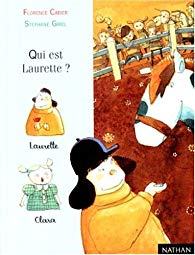 FLORENCE CADIER
STÉPHANE GIREL
Qui est
Laurette ?
Laurette
Clara
NATHAN